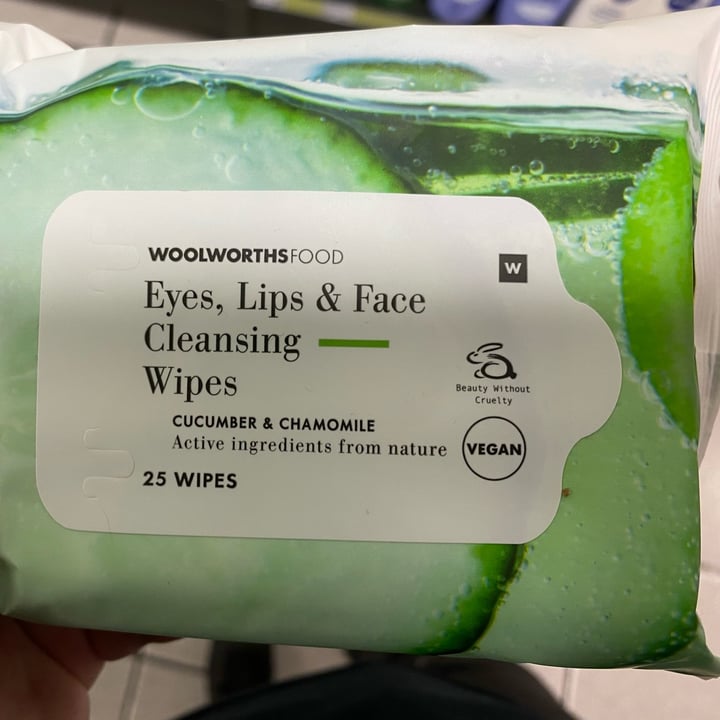 WOOLWORTHSFOOD
W
Eyes, Lips & Face
Cleansing
Wipes
Beauty Without
Cruelty
CUCUMBER & CHAMOMILE
Active ingredients from nature
VEGAN
25 WIPES